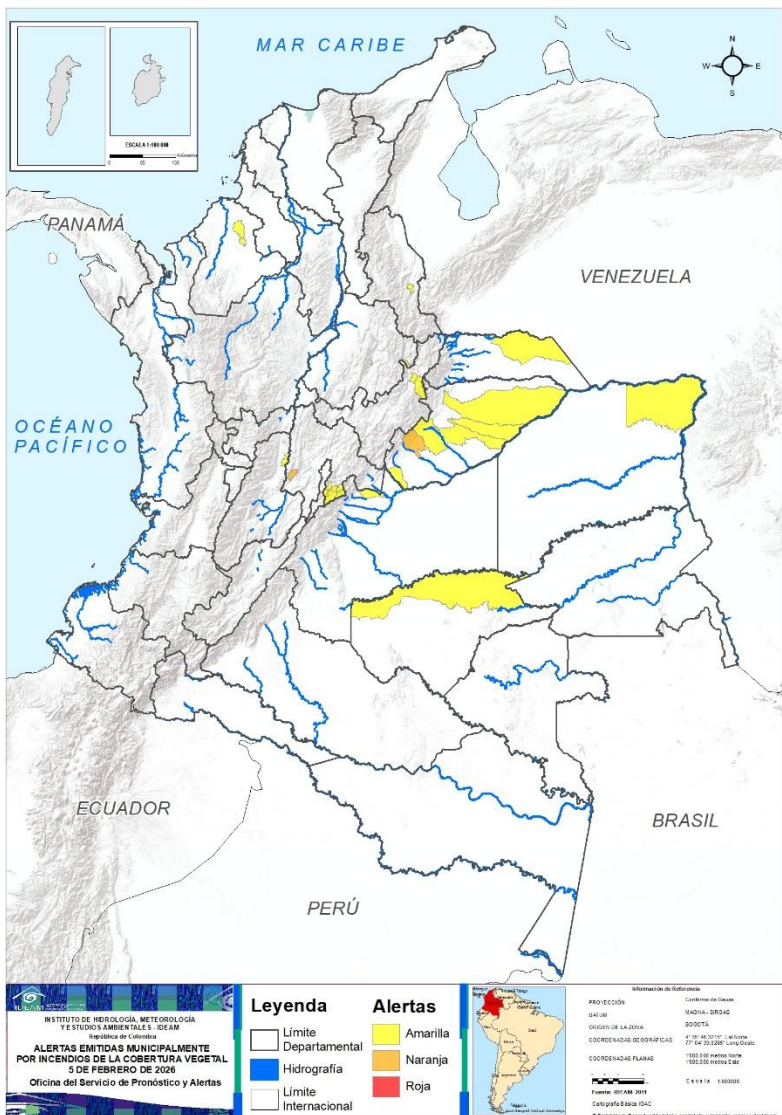 MAR CARIBE
N
W
E
S
ESCALA 1:
PANAMÁ
VENEZUELA
OCÉANO
PACÍFICO
ECUADOR
BRASIL
PERÚ
IDEAM
INSTITUTO DE HIDROLOGÍA, METEOROLOGÍA
Y ESTUDIOS AMBIENTALES - IDEAM
República de Colombia
ALERTAS EMITIDAS MUNICIPALMENTE
POR INCENDIOS DE LA COBERTURA VEGETAL
5 DE FEBRERO DE 2026
Oficina del Servicio de Pronóstico y Alertas
Leyenda
Límite
Departamental
Hidrografía
Límite
Internacional
Alertas
Amarilla
Naranja
Roja
Información de Referencia
PROYECCIÓN
DATUM
MAGNA - SIRGAS
ORIGEN DE LA ZONA
BOGOTÁ
COORDENADAS GEOGRÁFICAS
COORDENADAS PLANAS
Escala
Fuente: IDEAM
Cartografía Básica IGAC